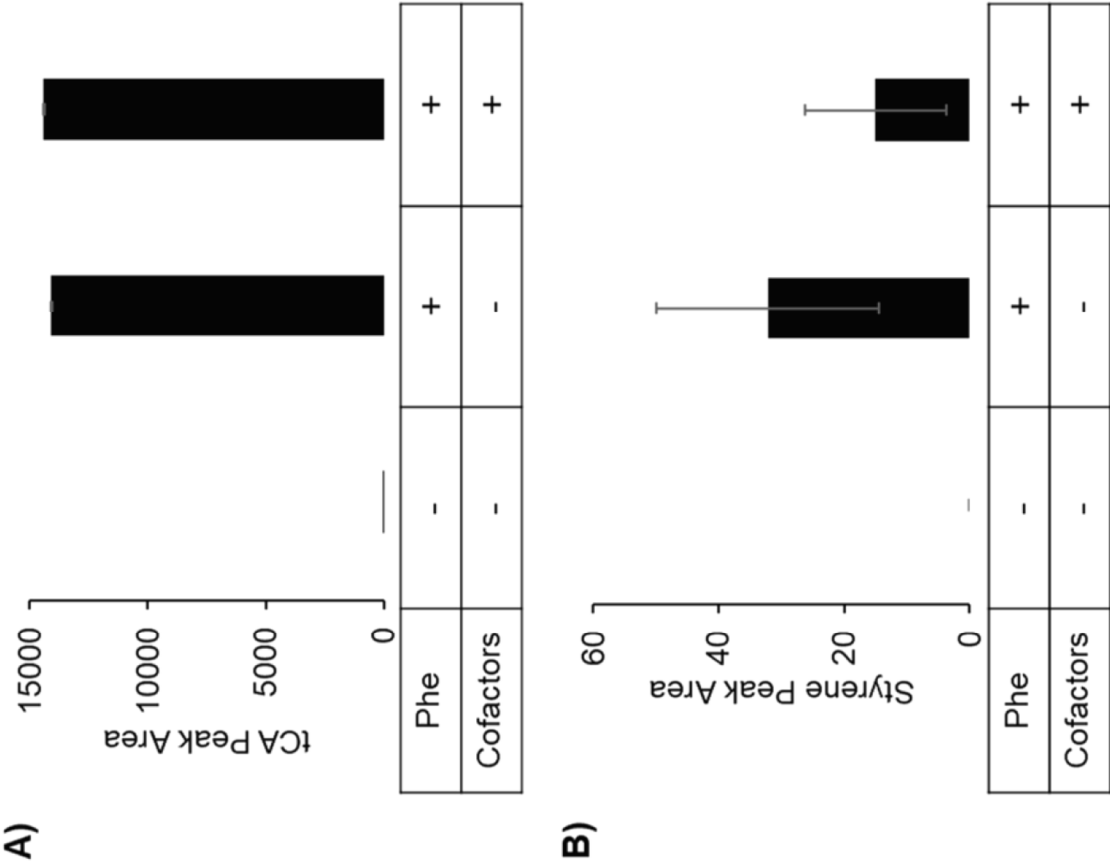 A)
tCA Peak Area
15000
10000
5000
0
Phe - + +
Cofactors - - +
B)
Styrene Peak Area
60
40
20
0
Phe - + +
Cofactors - - +